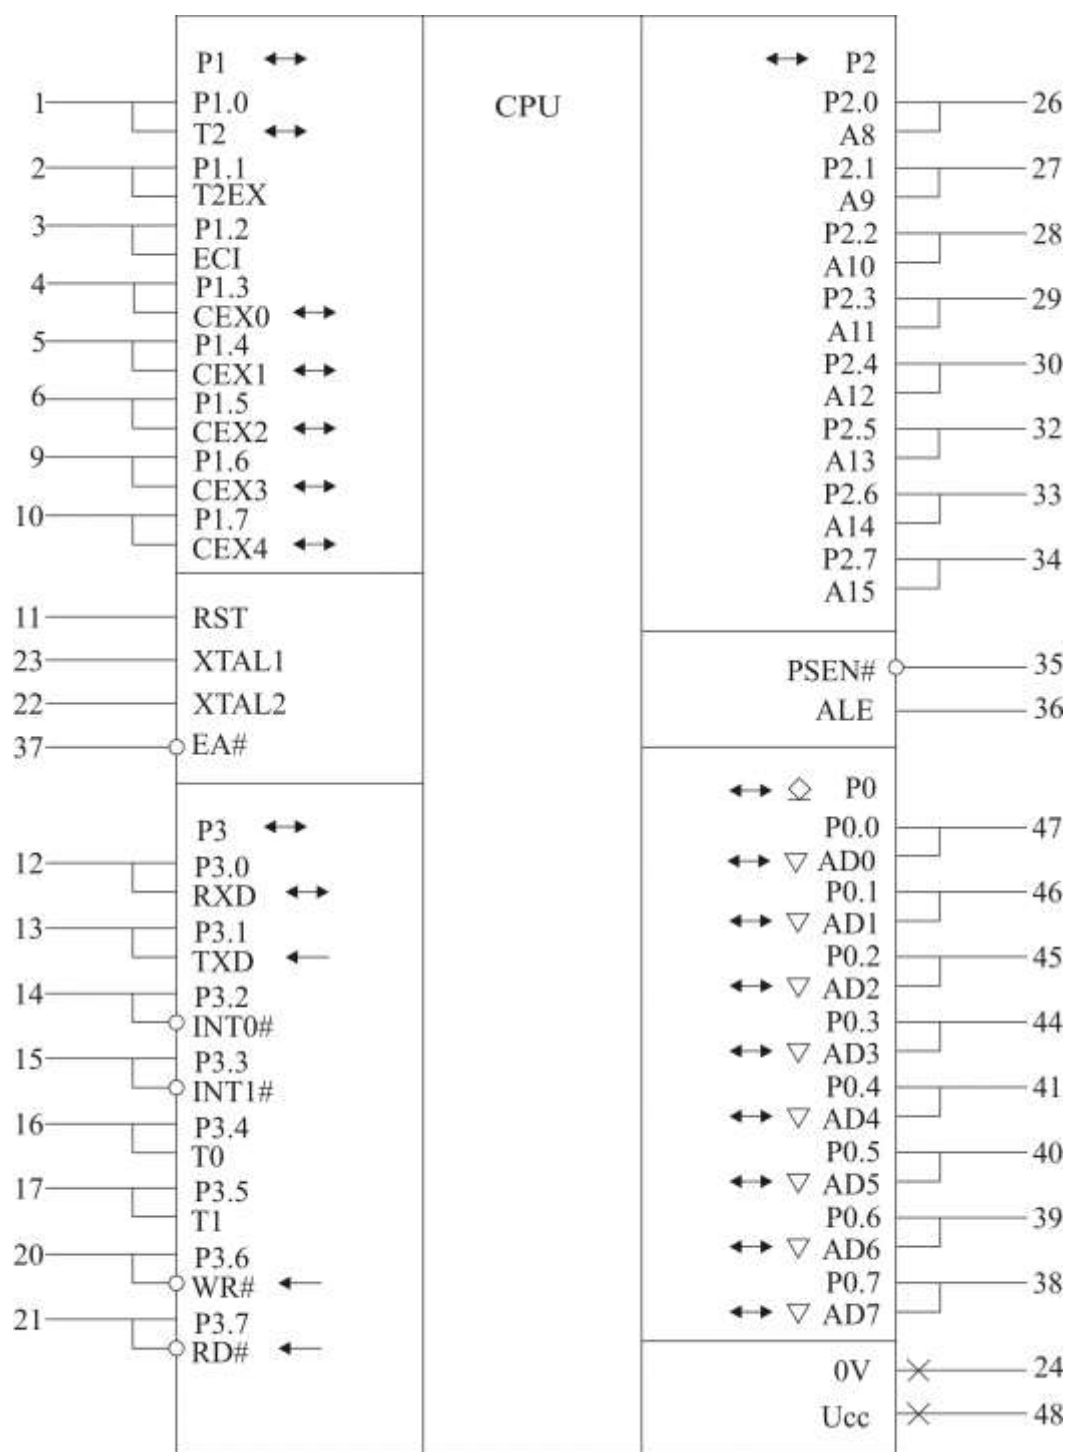 P1
CPU
P2
1 P1.0
T2
P2.0 26
A8
2 P1.1
T2EX
P2.1 27
A9
3 P1.2
ECI
P2.2 28
A10
4 P1.3
CEX0
P2.3 29
A11
5 P1.4
CEX1
P2.4 30
A12
6 P1.5
CEX2
P2.5 32
A13
9 P1.6
CEX3
P2.6 33
A14
10 P1.7
CEX4
P2.7 34
A15
11 RST
23 XTAL1
PSEN# 35
22 XTAL2
ALE 36
37 EA#
P3
P0
12 P3.0
RXD
P0.0 47
AD0
13 P3.1
TXD
P0.1 46
AD1
14 P3.2
INT0#
P0.2 45
AD2
15 P3.3
INT1#
P0.3 44
AD3
16 P3.4
T0
P0.4 41
AD4
17 P3.5
T1
P0.5 40
AD5
20 P3.6
WR#
P0.6 39
AD6
21 P3.7
RD#
P0.7 38
AD7
0V 24
Ucc 48